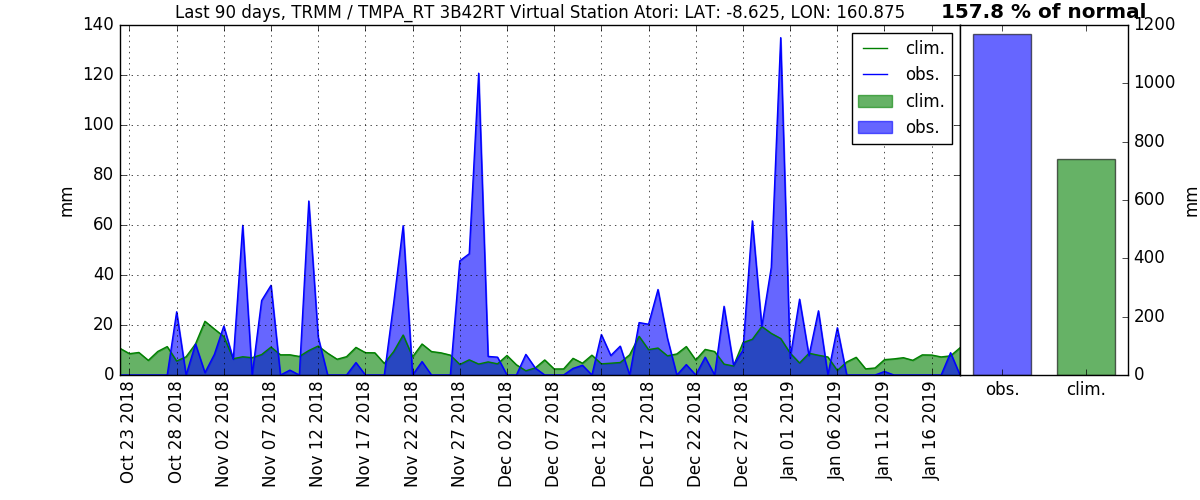 Last 90 days, TRMM / TMPA_RT 3B42RT Virtual Station Atori: LAT: -8.625, LON: 160.875
157.8 % of normal
140
120
100
80
60
40
20
0
mm
clim.
obs.
clim.
obs.
1200
1000
800
600
400
200
0
mm
Oct 23 2018
Oct 28 2018
Nov 02 2018
Nov 07 2018
Nov 12 2018
Nov 17 2018
Nov 22 2018
Nov 27 2018
Dec 02 2018
Dec 07 2018
Dec 12 2018
Dec 17 2018
Dec 22 2018
Dec 27 2018
Jan 01 2019
Jan 06 2019
Jan 11 2019
Jan 16 2019
obs.
clim.